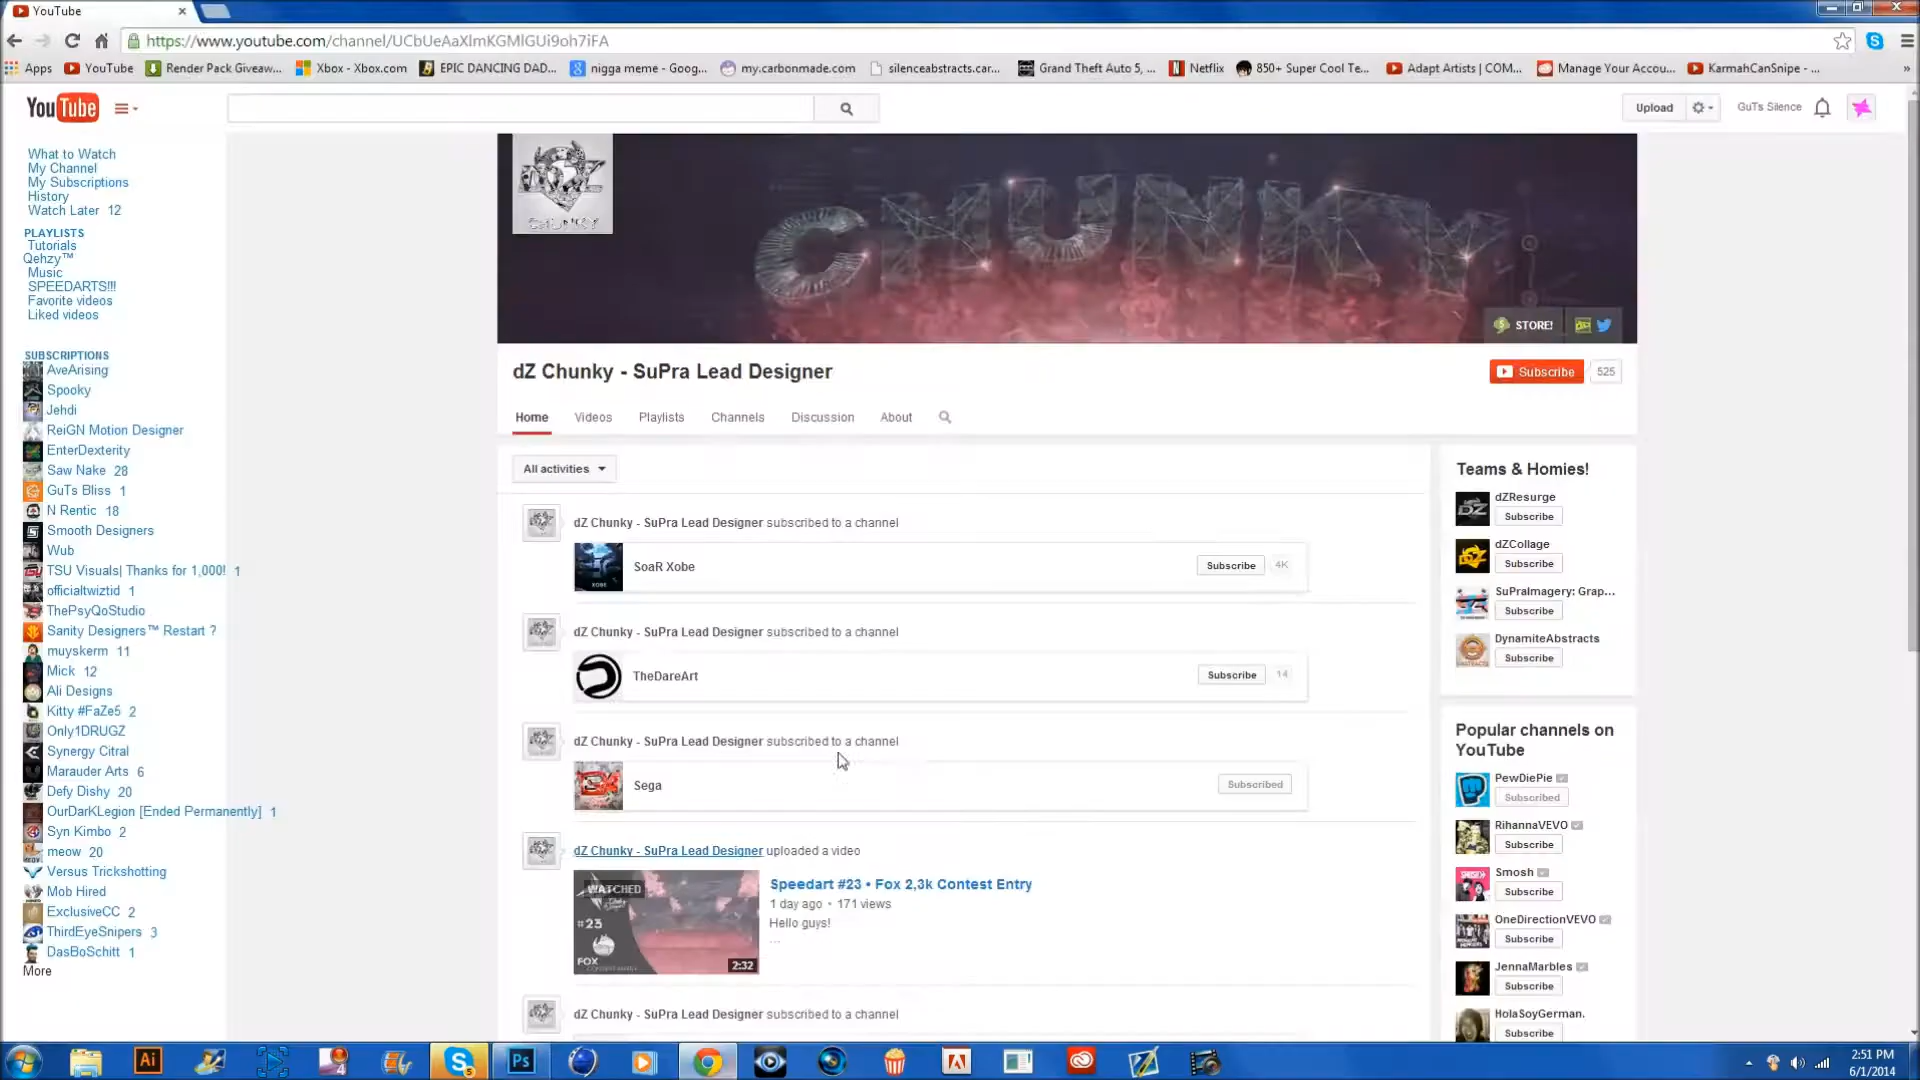 YouTube
https://www.youtube.com/channel/UCbUeAaXlmKGMlGUi9oh7iFA
Apps YouTube Render Pack Giveaw... Xbox - Xbox.com EPIC DANCING DAD... nigga meme - Goog... my.carbonmade.com silenceabstracts.car... Grand Theft Auto 5, ... Netflix 850+ Super Cool Te... Adapt Artists | COM... Manage Your Accou... KarmahCanSnipe - ... »
YouTube
Upload GuTs Silence
What to Watch
My Channel
My Subscriptions
History
Watch Later 12
PLAYLISTS
Tutorials
Qehzy™
Music
SPEEDARTS!!!
Favorite videos
Liked videos
SUBSCRIPTIONS
AveArising
Spooky
Jehdi
ReiGN Motion Designer
EnterDexterity
Saw Nake 28
GuTs Bliss 1
N Rentic 18
Smooth Designers
Wub
TSU Visuals| Thanks for 1,000! 1
officialtwiztid 1
ThePsyQoStudio
Sanity Designers™ Restart ?
muyskerm 11
Mick 12
Ali Designs
Kitty #FaZe5 2
Only1DRUGZ
Synergy Citral
Marauder Arts 6
Defy Dishy 20
OurDarKLegion [Ended Permanently] 1
Syn Kimbo 2
meow 20
Versus Trickshotting
Mob Hired
ExclusiveCC 2
ThirdEyeSnipers 3
DasBoSchitt 1
More
CHUNKY
CHUNKY
STORE!
dZ Chunky - SuPra Lead Designer
Subscribe 525
Home Videos Playlists Channels Discussion About
All activities
dZ Chunky - SuPra Lead Designer subscribed to a channel
SoaR Xobe Subscribe 4K
dZ Chunky - SuPra Lead Designer subscribed to a channel
TheDareArt Subscribe 14
dZ Chunky - SuPra Lead Designer subscribed to a channel
Sega Subscribed
dZ Chunky - SuPra Lead Designer uploaded a video
WATCHED
#23
FOX
2:32
Speedart #23 • Fox 2,3k Contest Entry
1 day ago • 171 views
Hello guys!
...
dZ Chunky - SuPra Lead Designer subscribed to a channel
Teams & Homies!
dZResurge
Subscribe
dZCollage
Subscribe
SuPraImagery: Grap...
Subscribe
DynamiteAbstracts
Subscribe
Popular channels on
YouTube
PewDiePie
Subscribed
RihannaVEVO
Subscribe
Smosh
Subscribe
OneDirectionVEVO
Subscribe
JennaMarbles
Subscribe
HolaSoyGerman.
Subscribe
Ai
Ps
2:51 PM
6/1/2014